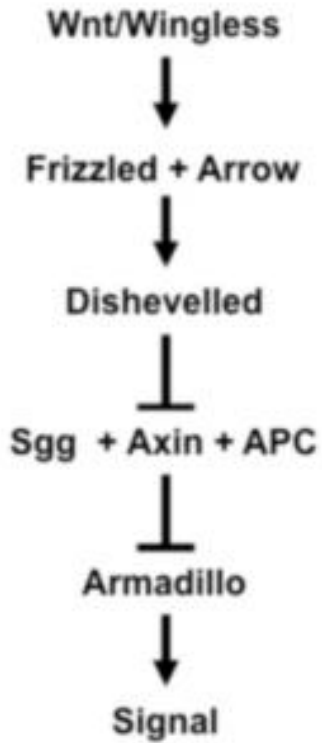 Wnt/Wingless
Frizzled + Arrow
Dishevelled
Sgg + Axin + APC
Armadillo
Signal